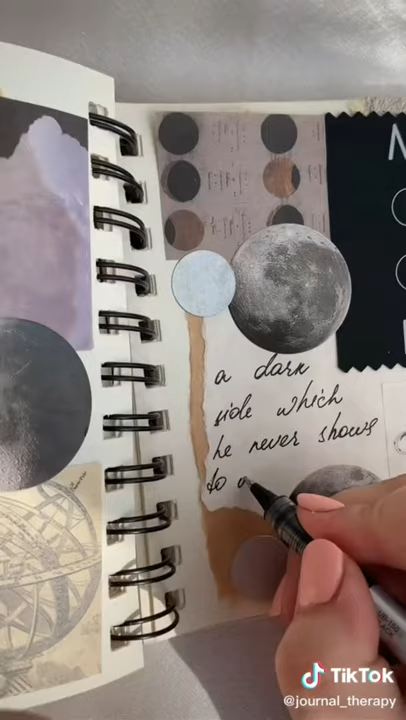 a dark
side which
he never shows
to
TikTok
@journal_therapy